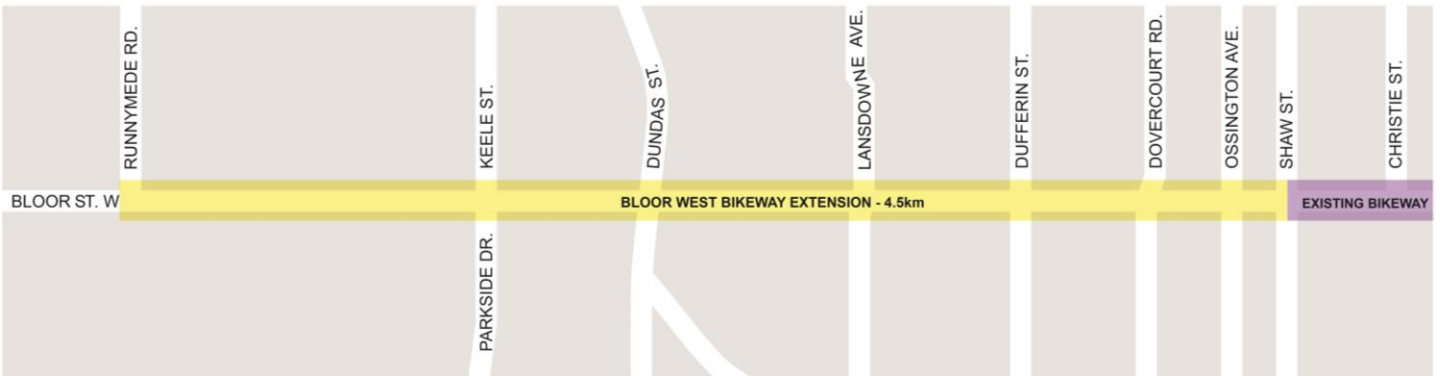 RUNNYMEDE RD.
KEELE ST.
DUNDAS ST.
LANSDOWNE AVE.
DUFFERIN ST.
DOVERCOURT RD.
OSSINGTON AVE.
SHAW ST.
CHRISTIE ST.
BLOOR ST. W
BLOOR WEST BIKEWAY EXTENSION - 4.5km
EXISTING BIKEWAY
PARKSIDE DR.